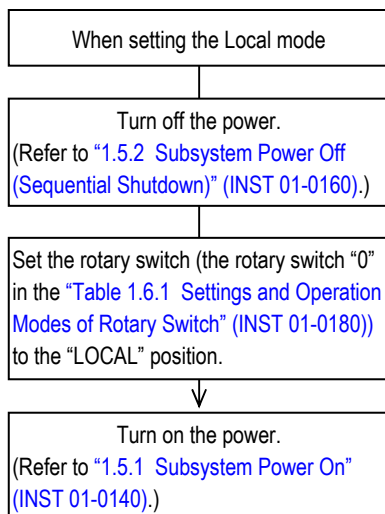 When setting the Local mode
Turn off the power.
(Refer to “1.5.2  Subsystem Power Off
(Sequential Shutdown)” (INST 01-0160).)
Set the rotary switch (the rotary switch “0”
in the “Table 1.6.1  Settings and Operation
Modes of Rotary Switch” (INST 01-0180))
to the “LOCAL” position.
Turn on the power.
(Refer to “1.5.1  Subsystem Power On”
(INST 01-0140).)